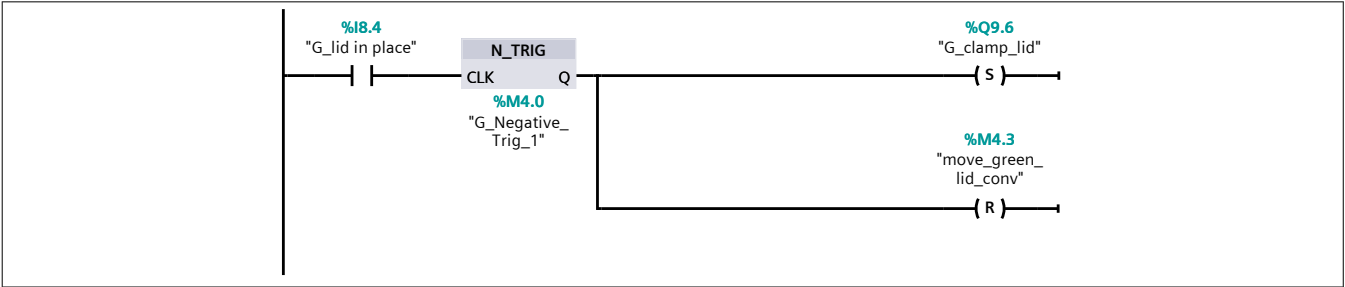 %I8.4
"G_lid in place"
N_TRIG
CLK Q
%M4.0
"G_Negative_
Trig_1"
%Q9.6
"G_clamp_lid"
S
%M4.3
"move_green_
lid_conv"
R